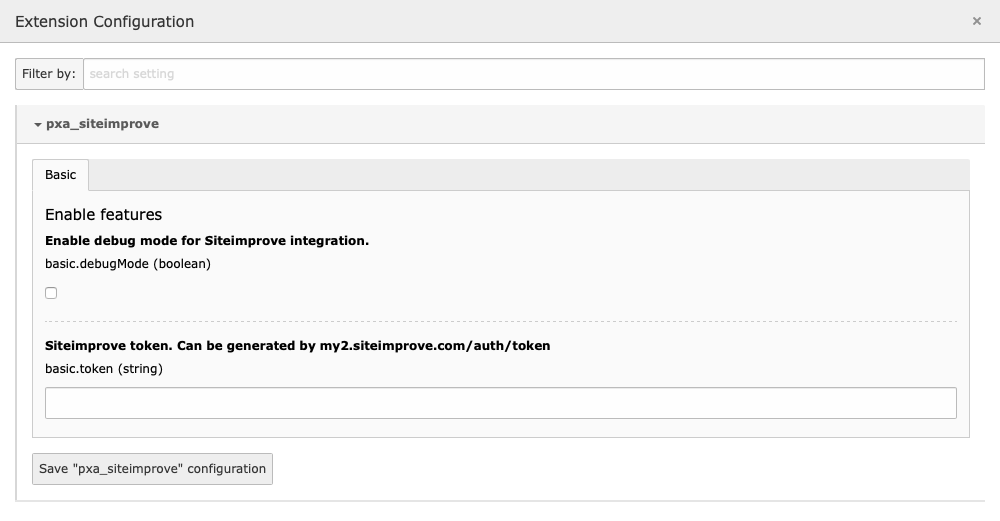 Extension Configuration ×
Filter by: search setting
pxa_siteimprove
Basic
Enable features
Enable debug mode for Siteimprove integration.
basic.debugMode (boolean)
Siteimprove token. Can be generated by my2.siteimprove.com/auth/token
basic.token (string)
Save "pxa_siteimprove" configuration